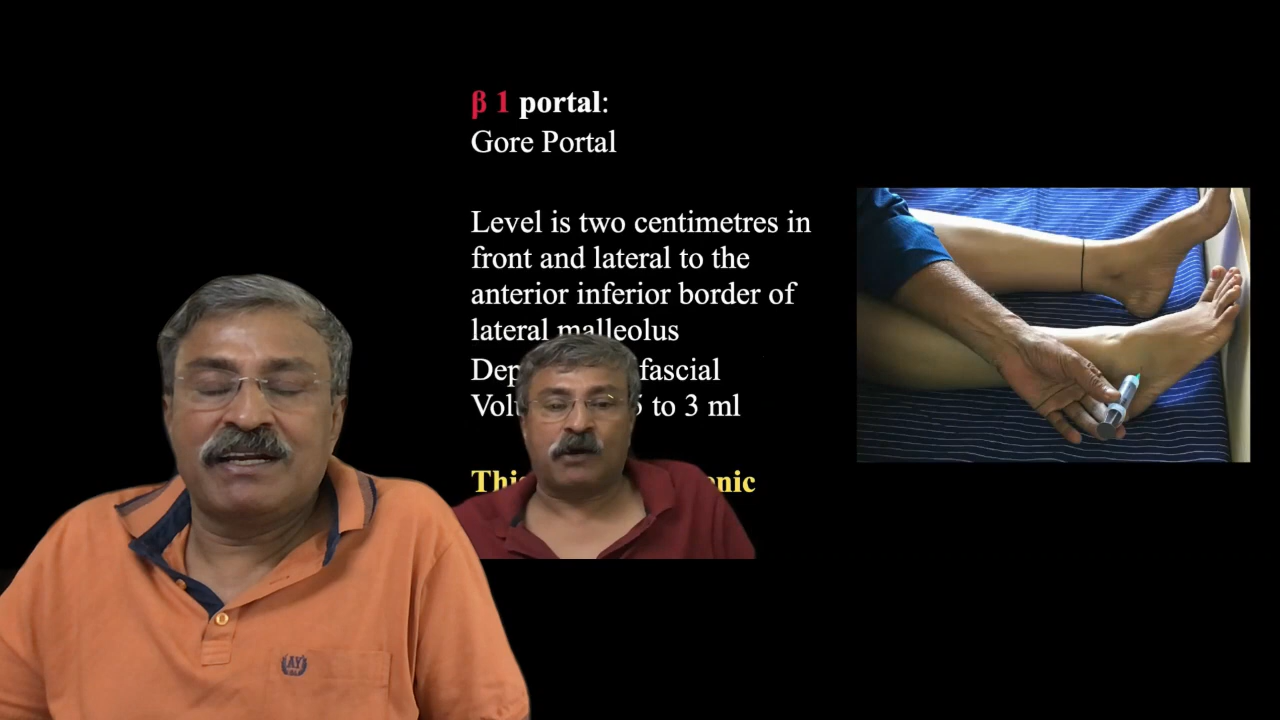 β 1 portal:
Gore Portal
Level is two centimetres in
front and lateral to the
anterior inferior border of
lateral malleolus
fascial
to 3 ml
AY